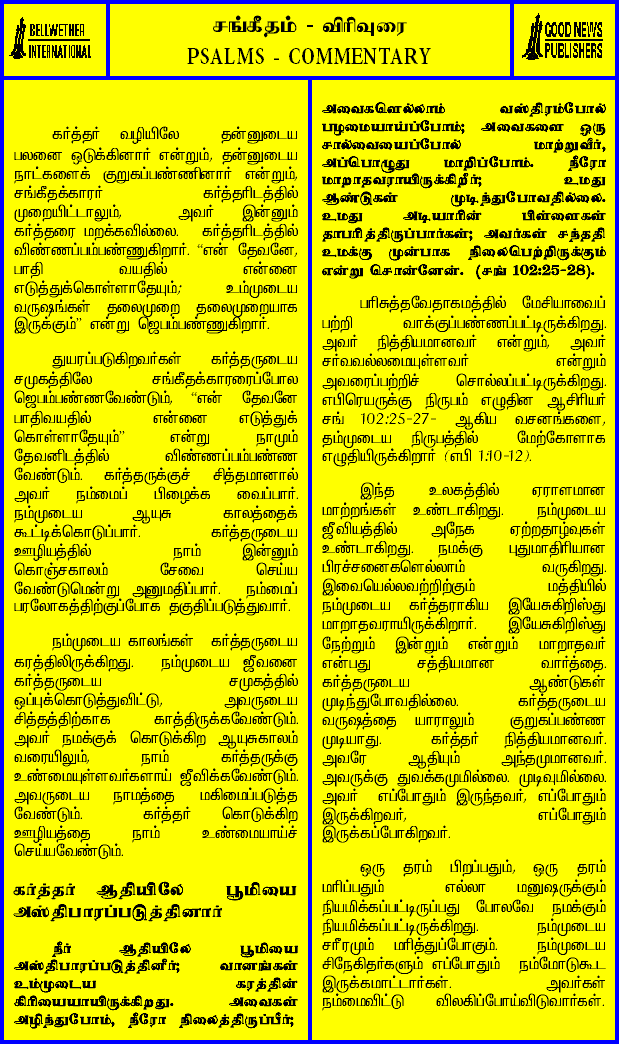 BELLWETHER
INTERNATIONAL
சங்கீதம் - விரிவுரை
PSALMS - COMMENTARY
GOOD NEWS
PUBLISHERS
கர்த்தர் வழியிலே தன்னுடைய
பலனை ஒடுக்கினார் என்றும், தன்னுடைய
நாட்களைக் குறுகப்பண்ணினார் என்றும்,
சங்கீதக்காரர் கர்த்தரிடத்தில்
முறையிட்டாலும், அவர் இன்னும்
கர்த்தரை மறக்கவில்லை. கர்த்தரிடத்தில்
விண்ணப்பம்பண்ணுகிறார். “என் தேவனே,
பாதி வயதில் என்னை
எடுத்துக்கொள்ளாதேயும்; உம்முடைய
வருஷங்கள் தலைமுறை தலைமுறையாக
இருக்கும்” என்று ஜெபம்பண்ணுகிறார்.
துயரப்படுகிறவர்கள் கர்த்தருடைய
சமுகத்திலே சங்கீதக்காரரைப்போல
ஜெபம்பண்ணவேண்டும், “என் தேவனே
பாதிவயதில் என்னை எடுத்துக்
கொள்ளாதேயும்” என்று நாமும்
தேவனிடத்தில் விண்ணப்பம்பண்ண
வேண்டும். கர்த்தருக்குச் சித்தமானால்
அவர் நம்மைப் பிழைக்க வைப்பார்.
நம்முடைய ஆயுசு காலத்தைக்
கூட்டிக்கொடுப்பார். கர்த்தருடைய
ஊழியத்தில் நாம் இன்னும்
கொஞ்சகாலம் சேவை செய்ய
வேண்டுமென்று அனுமதிப்பார். நம்மைப்
பரலோகத்திற்குப்போக தகுதிப்படுத்துவார்.
நம்முடைய காலங்கள் கர்த்தருடைய
கரத்திலிருக்கிறது. நம்முடைய ஜீவனை
கர்த்தருடைய சமுகத்தில்
ஒப்புக்கொடுத்துவிட்டு, அவருடைய
சித்தத்திற்காக காத்திருக்கவேண்டும்.
அவர் நமக்குக் கொடுக்கிற ஆயுசுகாலம்
வரையிலும், நாம் கர்த்தருக்கு
உண்மையுள்ளவர்களாய் ஜீவிக்கவேண்டும்.
அவருடைய நாமத்தை மகிமைப்படுத்த
வேண்டும். கர்த்தர் கொடுக்கிற
ஊழியத்தை நாம் உண்மையாய்ச்
செய்யவேண்டும்.
கர்த்தர் ஆதியிலே பூமியை
அஸ்திபாரப்படுத்தினார்
நீர் ஆதியிலே பூமியை
அஸ்திபாரப்படுத்தினீர்; வானங்கள்
உம்முடைய கரத்தின்
கிரியையாயிருக்கிறது. அவைகள்
அழிந்துபோம், நீரோ நிலைத்திருப்பீர்;
அவைகளெல்லாம் வஸ்திரம்போல்
பழமையாய்ப்போம்; அவைகளை ஒரு
சால்வையைப்போல் மாற்றுவீர்,
அப்பொழுது மாறிப்போம். நீரோ
மாறாதவராயிருக்கிறீர்; உமது
ஆண்டுகள் முடிந்துபோவதில்லை.
உமது அடியாரின் பிள்ளைகள்
தாபரித்திருப்பார்கள்; அவர்கள் சந்ததி
உமக்கு முன்பாக நிலைபெற்றிருக்கும்
என்று சொன்னேன். (சங் 102:25-28).
பரிசுத்தவேதாகமத்தில் மேசியாவைப்
பற்றி வாக்குப்பண்ணப்பட்டிருக்கிறது.
அவர் நித்தியமானவர் என்றும், அவர்
சர்வவல்லமையுள்ளவர் என்றும்
அவரைப்பற்றிச் சொல்லப்பட்டிருக்கிறது.
எபிரெயருக்கு நிருபம் எழுதின ஆசிரியர்
சங் 102:25-27- ஆகிய வசனங்களை,
தம்முடைய நிருபத்தில் மேற்கோளாக
எழுதியிருக்கிறார் (எபி 1:10-12).
இந்த உலகத்தில் ஏராளமான
மாற்றங்கள் உண்டாகிறது. நம்முடைய
ஜீவியத்தில் அநேக ஏற்றதாழ்வுகள்
உண்டாகிறது. நமக்கு புதுமாதிரியான
பிரச்சனைகளெல்லாம் வருகிறது.
இவையெல்லவற்றிற்கும் மத்தியில்
நம்முடைய கர்த்தராகிய இயேசுகிறிஸ்து
மாறாதவராயிருக்கிறார். இயேசுகிறிஸ்து
நேற்றும் இன்றும் என்றும் மாறாதவர்
என்பது சத்தியமான வார்த்தை.
கர்த்தருடைய ஆண்டுகள்
முடிந்துபோவதில்லை. கர்த்தருடைய
வருஷத்தை யாராலும் குறுகப்பண்ண
முடியாது. கர்த்தர் நித்தியமானவர்.
அவரே ஆதியும் அந்தமுமானவர்.
அவருக்கு துவக்கமுமில்லை. முடிவுமில்லை.
அவர் எப்போதும் இருந்தவர், எப்போதும்
இருக்கிறவர், எப்போதும்
இருக்கப்போகிறவர்.
ஒரு தரம் பிறப்பதும், ஒரு தரம்
மரிப்பதும் எல்லா மனுஷருக்கும்
நியமிக்கப்பட்டிருப்பது போலவே நமக்கும்
நியமிக்கப்பட்டிருக்கிறது. நம்முடைய
சரீரமும் மரித்துப்போகும். நம்முடைய
சிநேகிதர்களும் எப்போதும் நம்மோடுகூட
இருக்கமாட்டார்கள். அவர்கள்
நம்மைவிட்டு விலகிப்போய்விடுவார்கள்.